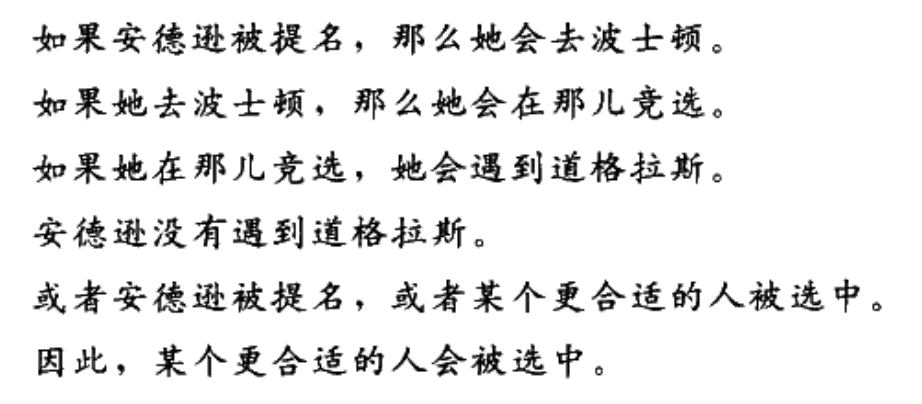 如果安德逊被提名，那么她会去波士顿。
如果她去波士顿，那么她会在那儿竞选。
如果她在那儿竞选，她会遇到道格拉斯。
安德逊没有遇到道格拉斯。
或者安德逊被提名，或者某个更合适的人被选中。
因此，某个更合适的人会被选中。